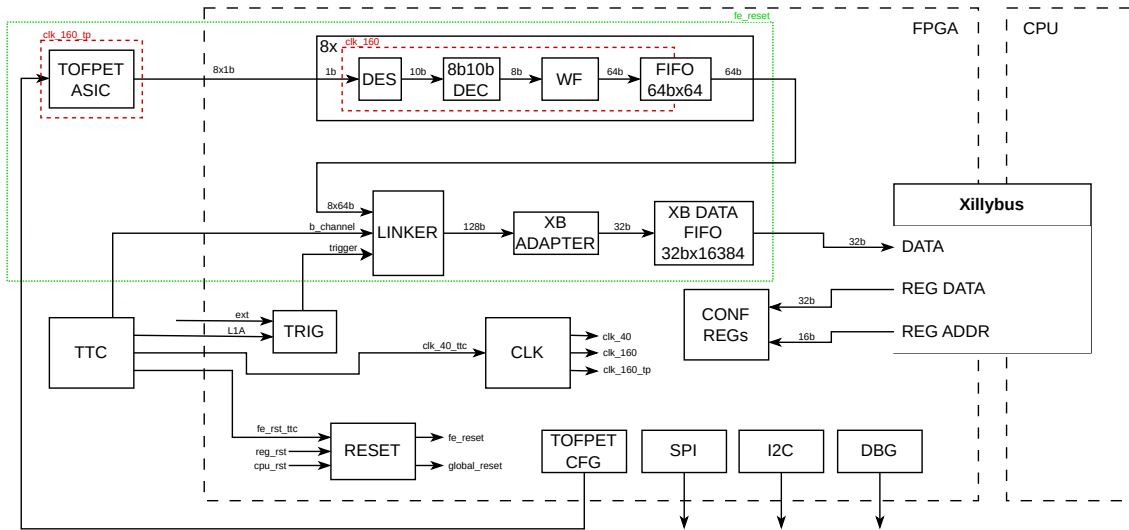 fe_reset
FPGA
CPU
clk_160_tp
TOFPET
ASIC
8x1b
8x
clk_160
1b
DES
10b
8b10b
DEC
8b
WF
64b
FIFO
64bx64
64b
8x64b
b_channel
trigger
LINKER
128b
XB
ADAPTER
32b
XB DATA
FIFO
32bx16384
32b
Xillybus
DATA
REG DATA
REG ADDR
32b
16b
CONF
REGs
TTC
ext
L1A
TRIG
clk_40_ttc
CLK
clk_40
clk_160
clk_160_tp
fe_rst_ttc
reg_rst
cpu_rst
RESET
fe_reset
global_reset
TOFPET
CFG
SPI
I2C
DBG